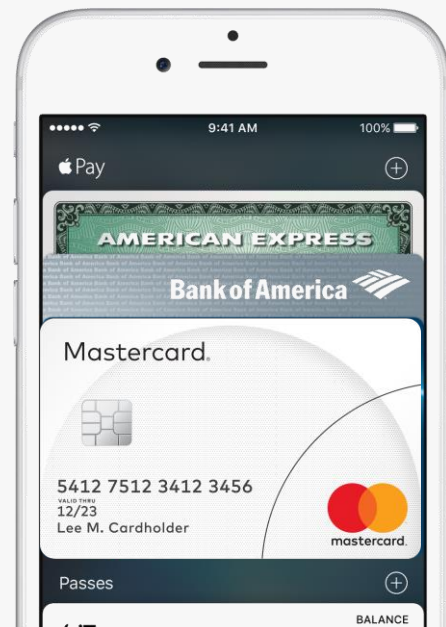 9:41 AM
100%
Pay
AMERICAN EXPRESS
Bank of America
Mastercard.
5412 7512 3412 3456
VALID THRU
12/23
Lee M. Cardholder
mastercard.
Passes
BALANCE